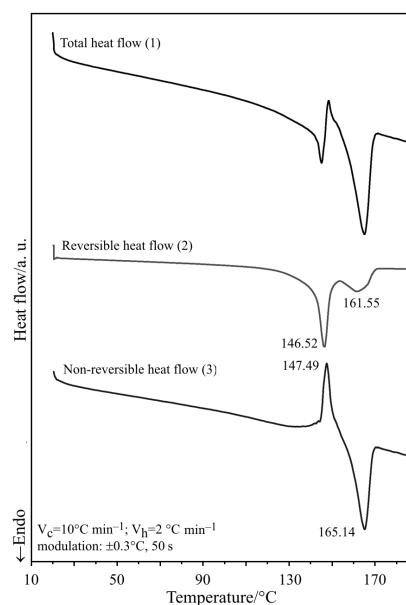 Total heat flow (1)
Reversible heat flow (2)
161.55
146.52
147.49
Non-reversible heat flow (3)
165.14
V_c=10°C min⁻¹; V_h=2 °C min⁻¹
modulation: ±0.3°C, 50 s
Heat flow/a. u.
←Endo
10 50 90 130 170
Temperature/°C